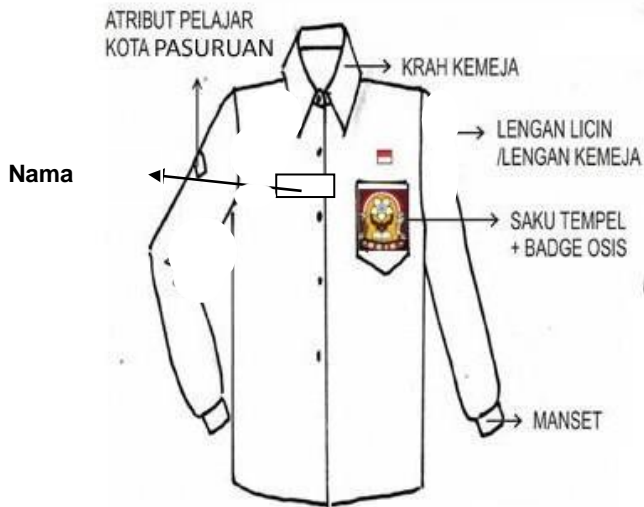 ATRIBUT PELAJAR
KOTA PASURUAN
KRAH KEMEJA
LENGAN LICIN
/LENGAN KEMEJA
Nama
SAKU TEMPEL
+ BADGE OSIS
MANSET